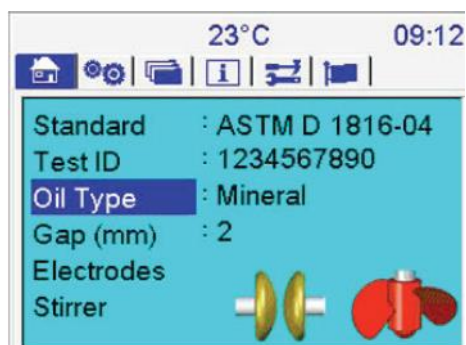 23°C 09:12
i
Standard : ASTM D 1816-04
Test ID : 1234567890
Oil Type : Mineral
Gap (mm) : 2
Electrodes
Stirrer